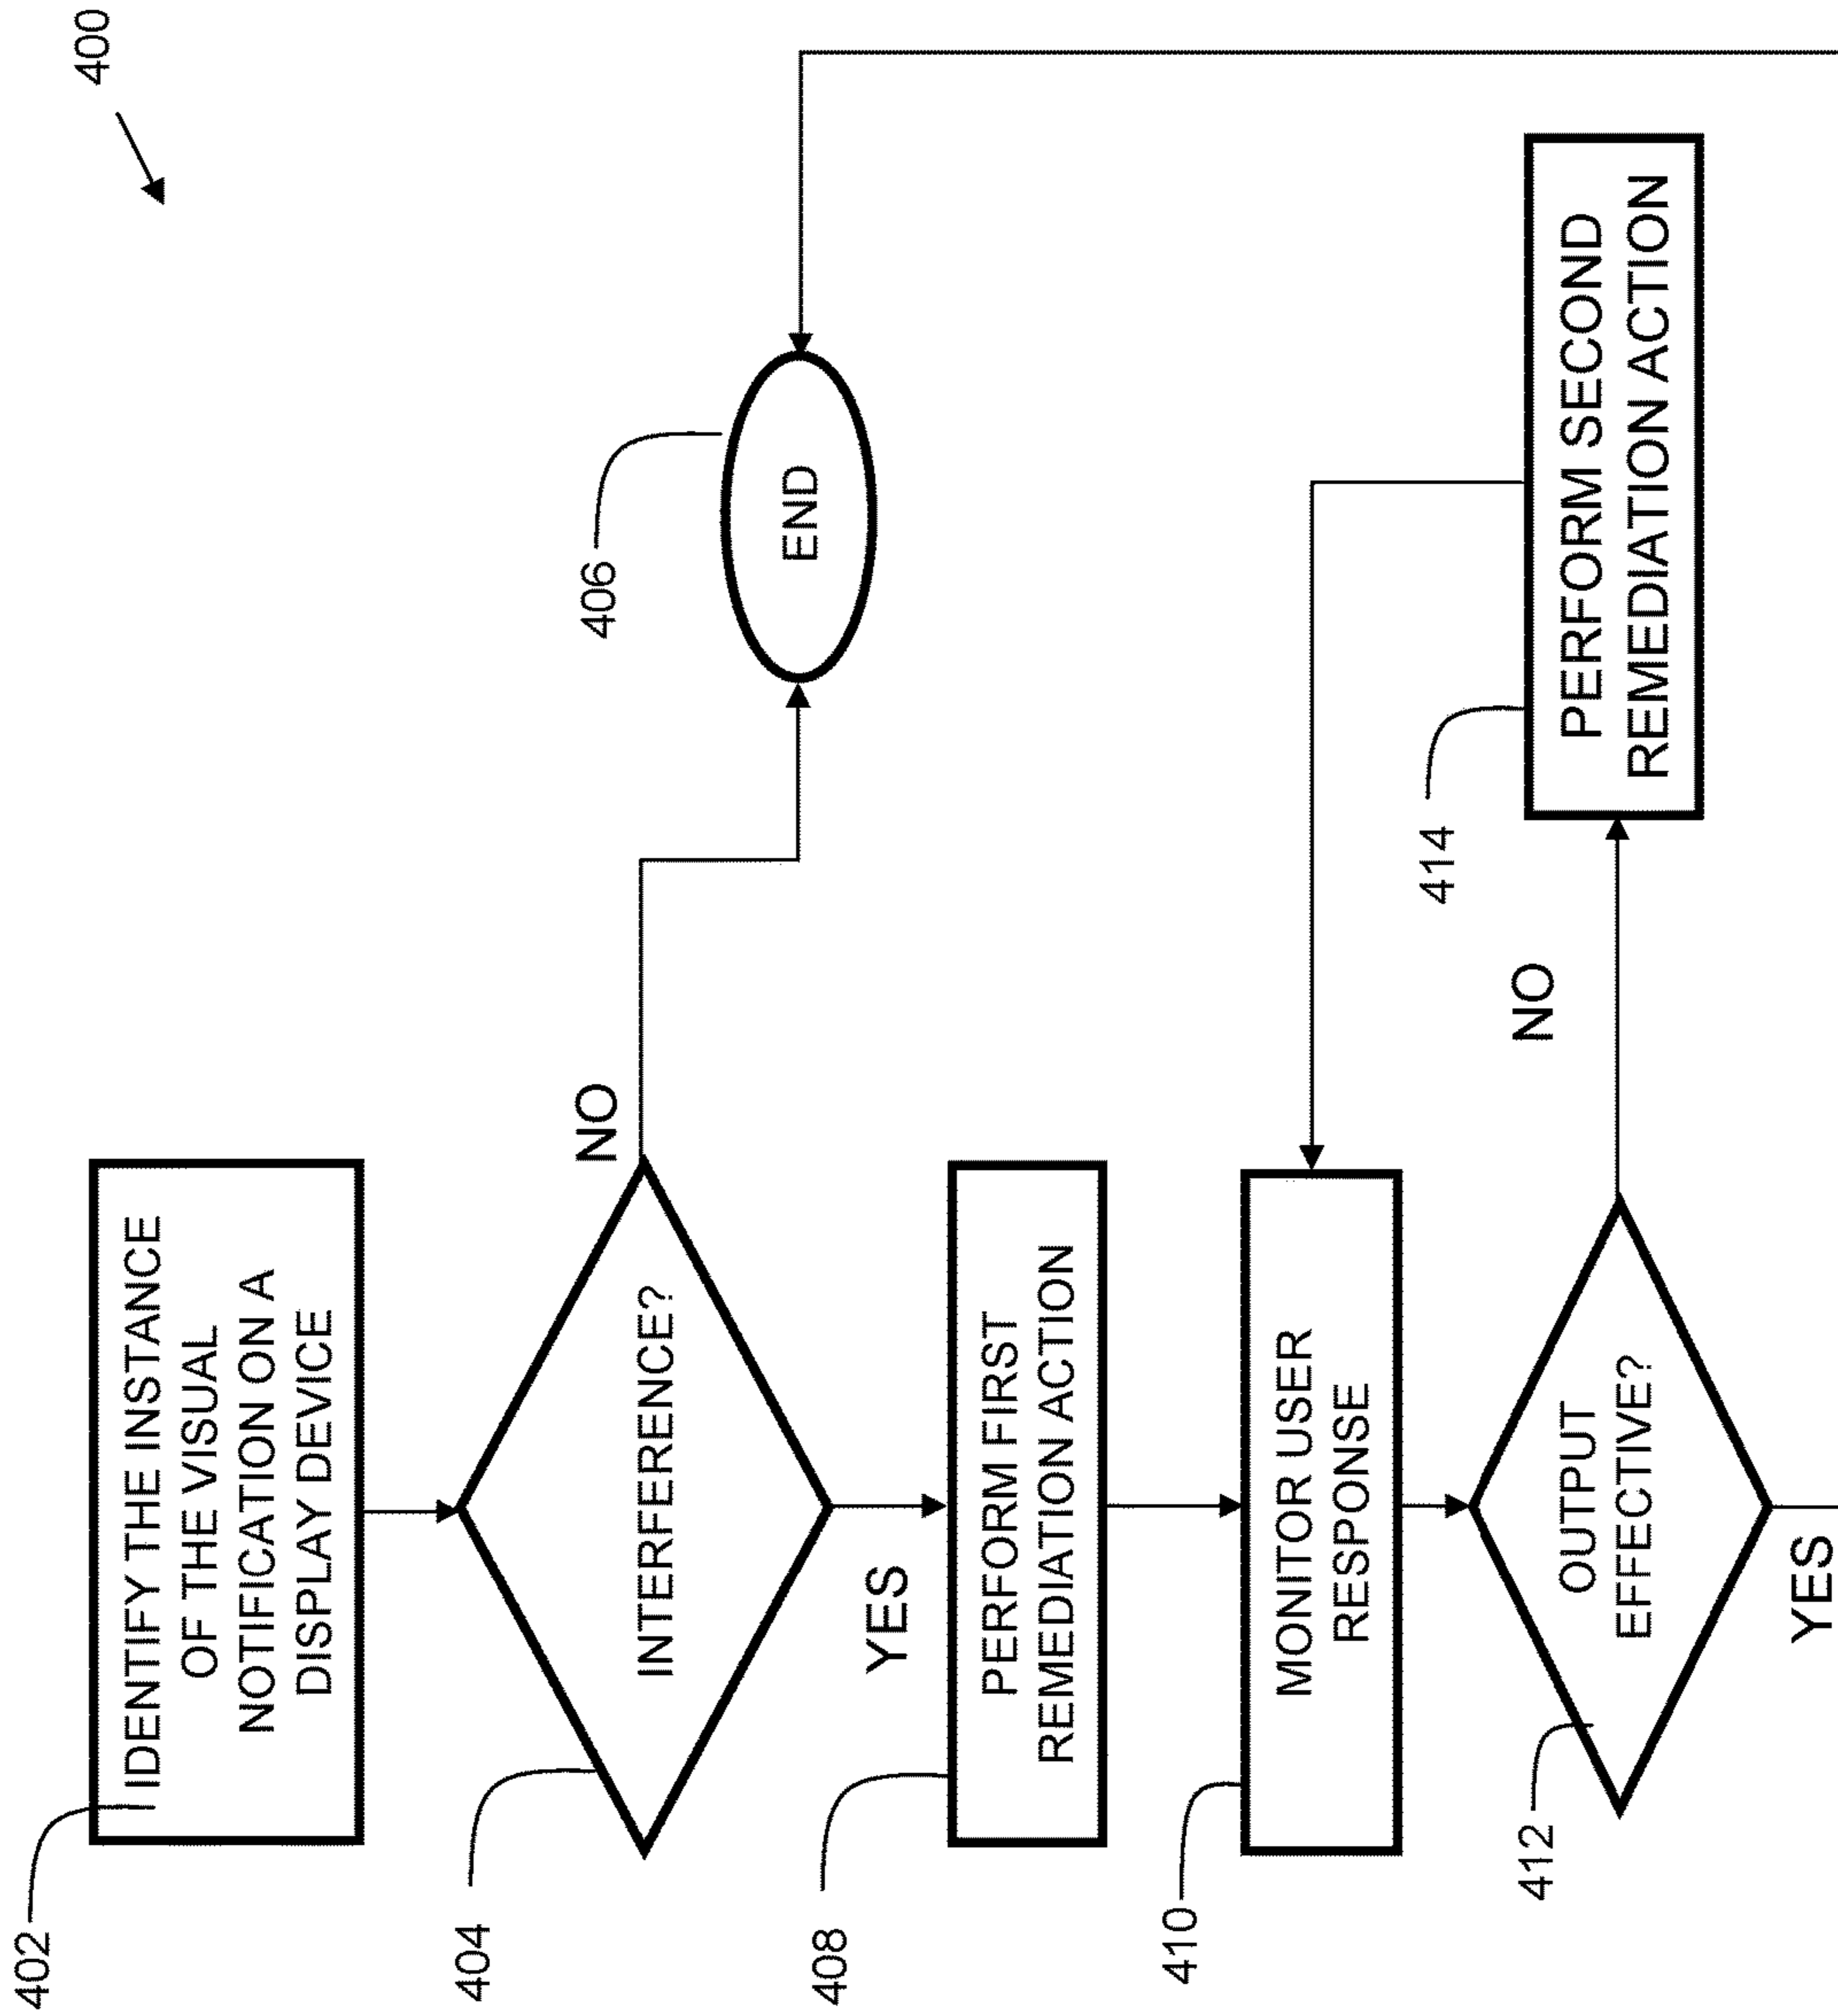 400
402
IDENTIFY THE INSTANCE
OF THE VISUAL
NOTIFICATION ON A
DISPLAY DEVICE
404
INTERFERENCE?
NO
406
END
YES
408
PERFORM FIRST
REMEDIATION ACTION
410
MONITOR USER
RESPONSE
412
OUTPUT
EFFECTIVE?
NO
414
PERFORM SECOND
REMEDIATION ACTION
YES